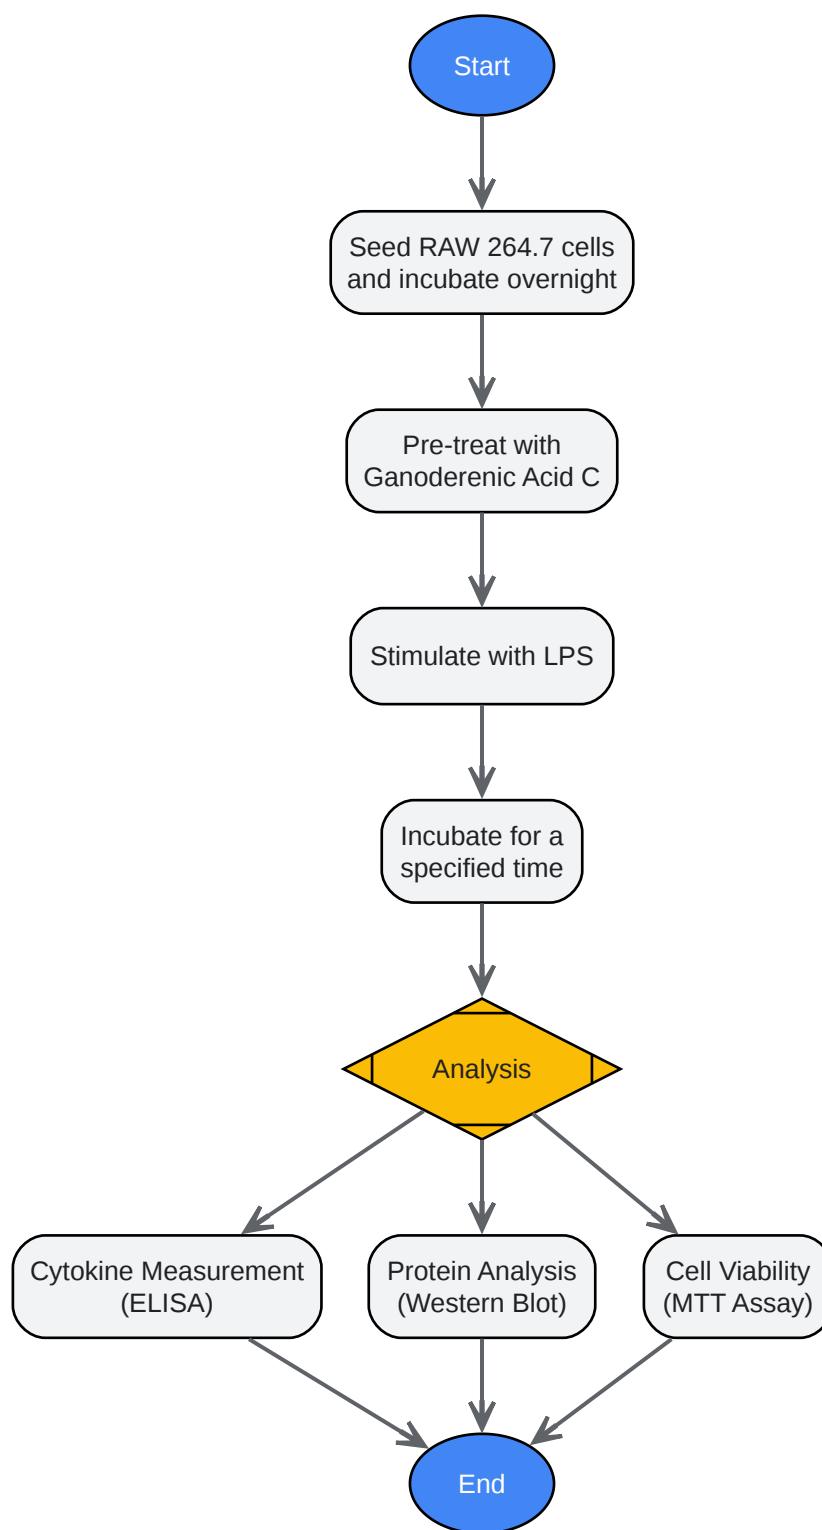 Start
Seed RAW 264.7 cells
and incubate overnight
Pre-treat with
Ganoderenic Acid C
Stimulate with LPS
Incubate for a
specified time
Analysis
Cytokine Measurement
(ELISA)
Protein Analysis
(Western Blot)
Cell Viability
(MTT Assay)
End